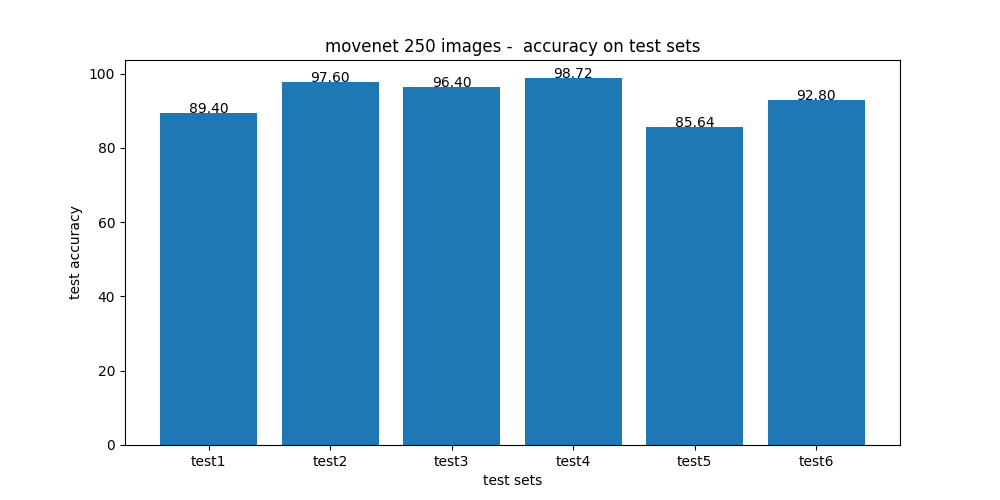 movenet 250 images -  accuracy on test sets
100
80
60
40
20
0
test accuracy
89.40
97.60
96.40
98.72
85.64
92.80
test1
test2
test3
test4
test5
test6
test sets